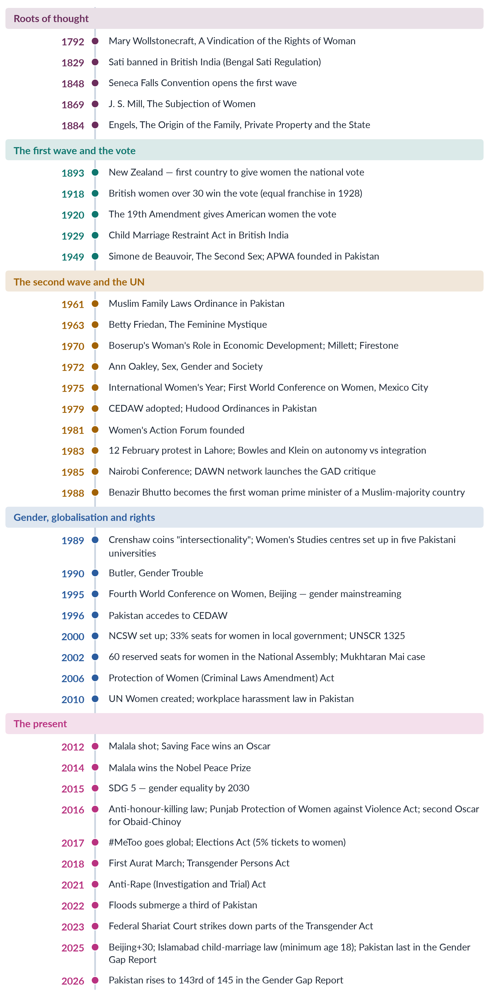 Roots of thought
1792 Mary Wollstonecraft, A Vindication of the Rights of Woman
1829 Sati banned in British India (Bengal Sati Regulation)
1848 Seneca Falls Convention opens the first wave
1869 J. S. Mill, The Subjection of Women
1884 Engels, The Origin of the Family, Private Property and the State
The first wave and the vote
1893 New Zealand — first country to give women the national vote
1918 British women over 30 win the vote (equal franchise in 1928)
1920 The 19th Amendment gives American women the vote
1929 Child Marriage Restraint Act in British India
1949 Simone de Beauvoir, The Second Sex; APWA founded in Pakistan
The second wave and the UN
1961 Muslim Family Laws Ordinance in Pakistan
1963 Betty Friedan, The Feminine Mystique
1970 Boserup's Woman's Role in Economic Development; Millett; Firestone
1972 Ann Oakley, Sex, Gender and Society
1975 International Women's Year; First World Conference on Women, Mexico City
1979 CEDAW adopted; Hudood Ordinances in Pakistan
1981 Women's Action Forum founded
1983 12 February protest in Lahore; Bowles and Klein on autonomy vs integration
1985 Nairobi Conference; DAWN network launches the GAD critique
1988 Benazir Bhutto becomes the first woman prime minister of a Muslim-majority country
Gender, globalisation and rights
1989 Crenshaw coins "intersectionality"; Women's Studies centres set up in five Pakistani
universities
1990 Butler, Gender Trouble
1995 Fourth World Conference on Women, Beijing — gender mainstreaming
1996 Pakistan accedes to CEDAW
2000 NCSW set up; 33% seats for women in local government; UNSCR 1325
2002 60 reserved seats for women in the National Assembly; Mukhtaran Mai case
2006 Protection of Women (Criminal Laws Amendment) Act
2010 UN Women created; workplace harassment law in Pakistan
The present
2012 Malala shot; Saving Face wins an Oscar
2014 Malala wins the Nobel Peace Prize
2015 SDG 5 — gender equality by 2030
2016 Anti-honour-killing law; Punjab Protection of Women against Violence Act; second Oscar
for Obaid-Chinoy
2017 #MeToo goes global; Elections Act (5% tickets to women)
2018 First Aurat March; Transgender Persons Act
2021 Anti-Rape (Investigation and Trial) Act
2022 Floods submerge a third of Pakistan
2023 Federal Shariat Court strikes down parts of the Transgender Act
2025 Beijing+30; Islamabad child-marriage law (minimum age 18); Pakistan last in the Gender
Gap Report
2026 Pakistan rises to 143rd of 145 in the Gender Gap Report